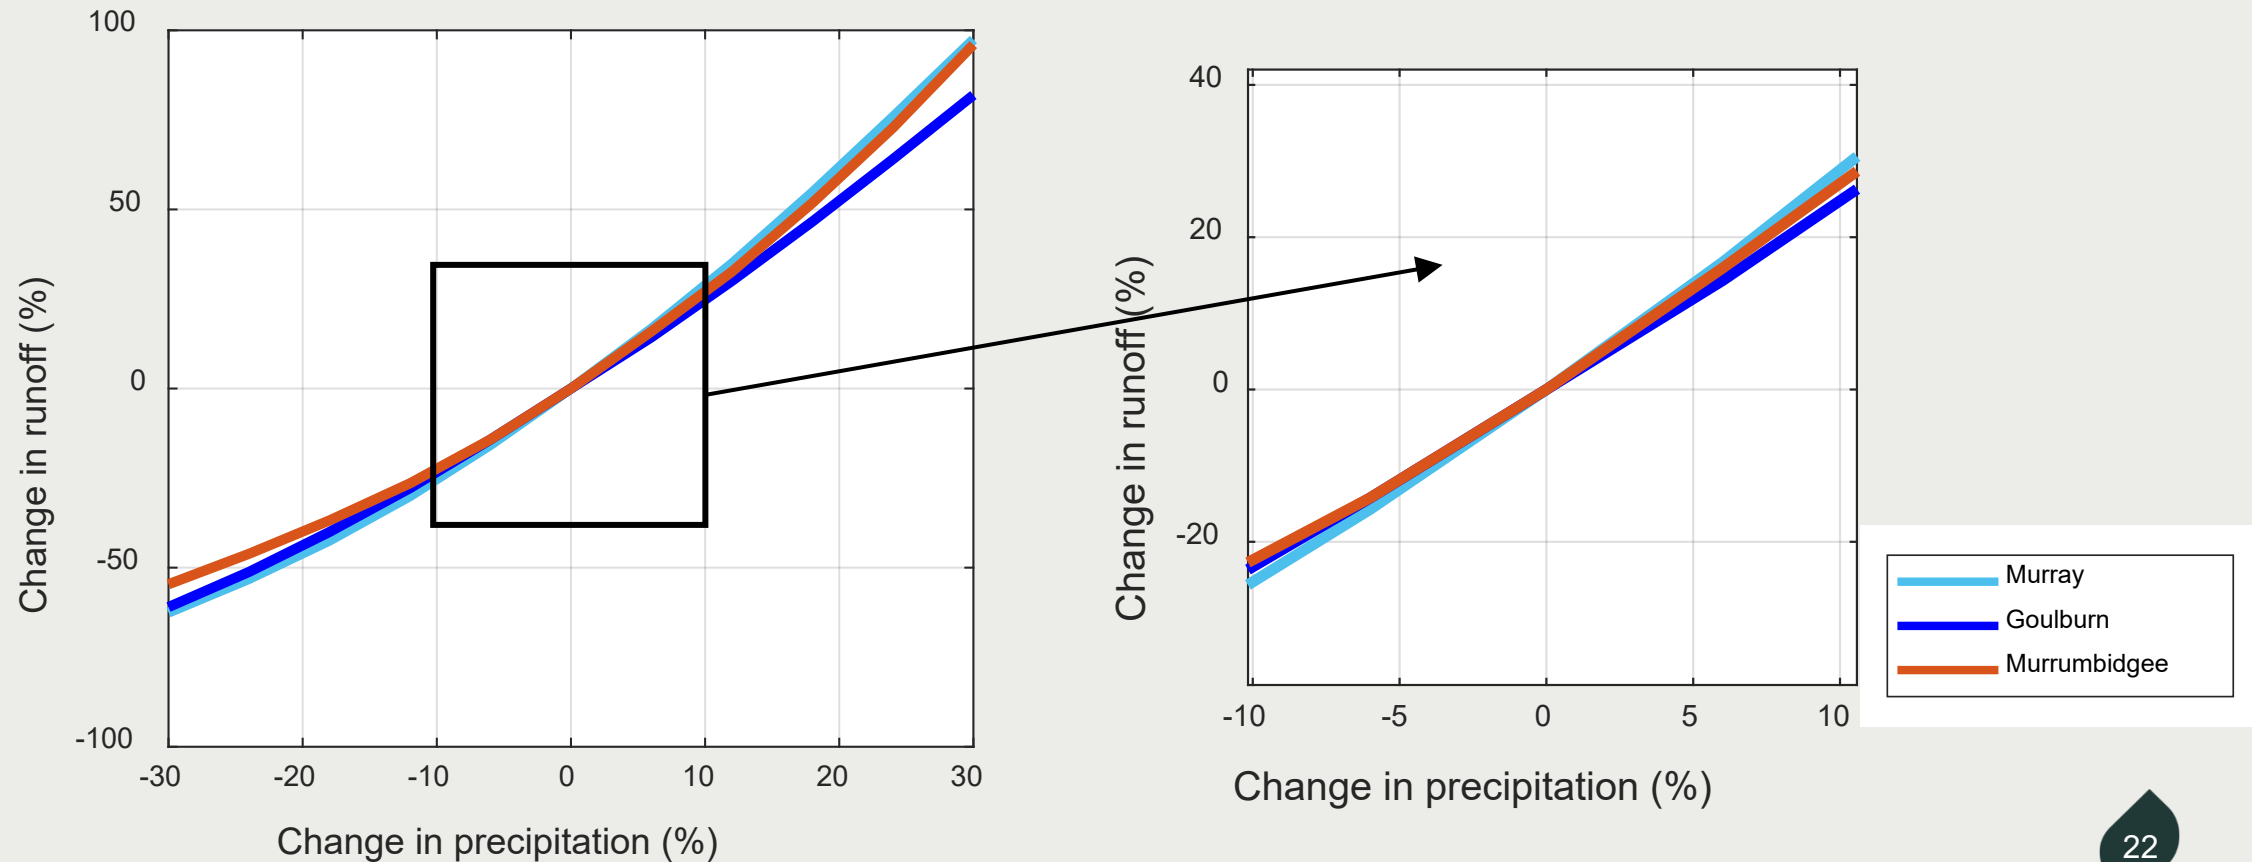 100
50
0
-50
-100
Change in runoff (%)
-30 -20 -10 0 10 20 30
Change in precipitation (%)
40
20
0
-20
Change in runoff (%)
-10 -5 0 5 10
Change in precipitation (%)
Murray
Goulburn
Murrumbidgee
22